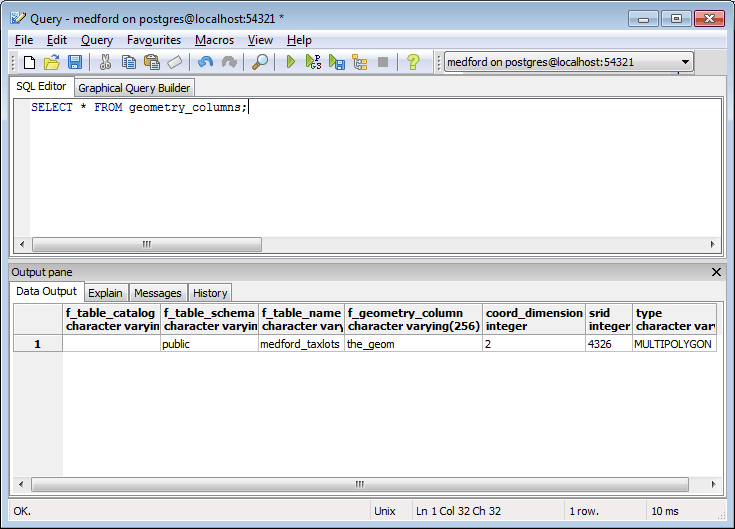 Query - medford on postgres@localhost:54321 *
File Edit Query Favourites Macros View Help
medford on postgres@localhost:54321
SQL Editor Graphical Query Builder
SELECT * FROM geometry_columns;
Output pane
Data Output Explain Messages History
f_table_catalog f_table_schema f_table_name f_geometry_column coord_dimension srid type
character varyin character varyin character vary character varying(256) integer integer character vary
1 public medford_taxlots the_geom 2 4326 MULTIPOLYGON
OK. Unix Ln 1 Col 32 Ch 32 1 row. 10 ms